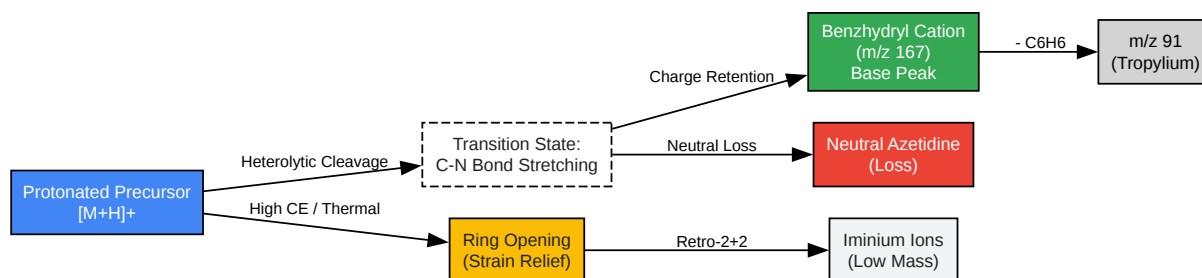 Benzhydryl Cation
(m/z 167)
Base Peak
- C6H6
m/z 91
(Tropylium)
Charge Retention
Transition State:
C-N Bond Stretching
Neutral Loss
Neutral Azetidine
(Loss)
Heterolytic Cleavage
Protonated Precursor
[M+H]+
High CE / Thermal
Ring Opening
(Strain Relief)
Retro-2+2
Iminium Ions
(Low Mass)